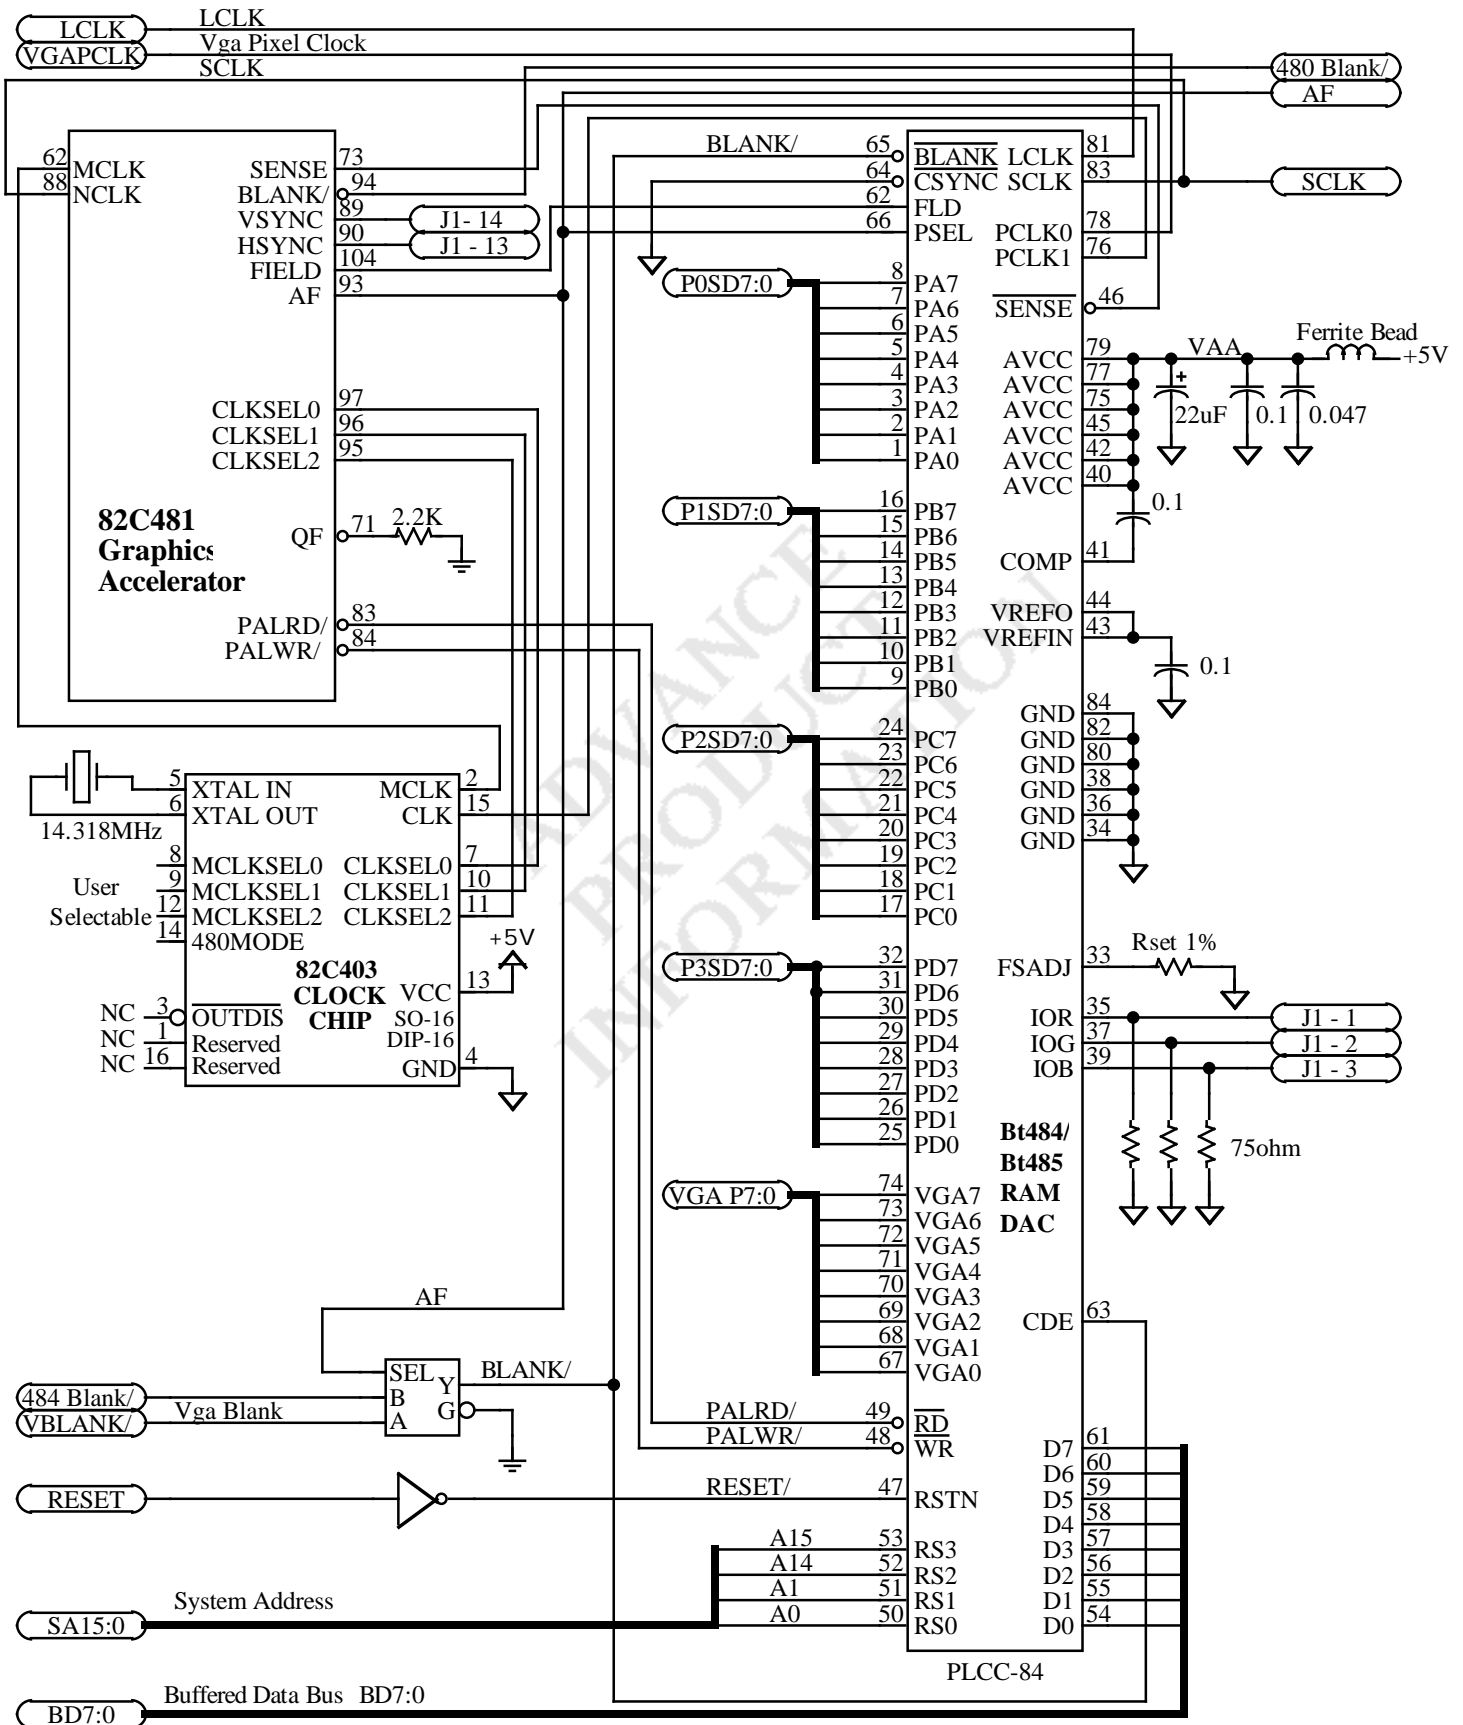 LCLK LCLK
VGAPCLK Vga Pixel Clock
SCLK
480 Blank/
AF
62 MCLK
88 NCLK
SENSE 73
BLANK/ 94
VSYNC 89 J1- 14
HSYNC 90 J1 - 13
FIELD 104
AF 93
CLKSEL0 97
CLKSEL1 96
CLKSEL2 95
82C481
Graphics
Accelerator
QF 71 2.2K
PALRD/ 83
PALWR/ 84
5 XTAL IN MCLK 2
6 XTAL OUT CLK 15
14.318MHz
8 MCLKSEL0 CLKSEL0 7
9 MCLKSEL1 CLKSEL1 10
12 MCLKSEL2 CLKSEL2 11
14 480MODE
User
Selectable
+5V
82C403
CLOCK
CHIP
VCC 13
SO-16
DIP-16
NC 3 OUTDIS
NC 1 Reserved
NC 16 Reserved
GND 4
BLANK/ 65 BLANK LCLK 81
64 CSYNC SCLK 83 SCLK
62 FLD
66 PSEL PCLK0 78
PCLK1 76
P0SD7:0
8 PA7
7 PA6
6 PA5
5 PA4
4 PA3
3 PA2
2 PA1
1 PA0
SENSE 46
Ferrite Bead
AVCC 79 VAA +5V
AVCC 77
AVCC 75
AVCC 45
AVCC 42
AVCC 40
+
22uF 0.1 0.047
0.1
P1SD7:0
16 PB7
15 PB6
14 PB5
13 PB4
12 PB3
11 PB2
10 PB1
9 PB0
COMP 41
VREFO 44
VREFIN 43
0.1
GND 84
GND 82
GND 80
GND 38
GND 36
GND 34
P2SD7:0
24 PC7
23 PC6
22 PC5
21 PC4
20 PC3
19 PC2
18 PC1
17 PC0
P3SD7:0
32 PD7
31 PD6
30 PD5
29 PD4
28 PD3
27 PD2
26 PD1
25 PD0
FSADJ 33 Rset 1%
IOR 35 J1 - 1
IOG 37 J1 - 2
IOB 39 J1 - 3
75ohm
Bt484/
Bt485
RAM
DAC
VGA P7:0
74 VGA7
73 VGA6
72 VGA5
71 VGA4
70 VGA3
69 VGA2
68 VGA1
67 VGA0
CDE 63
AF
SEL
Y BLANK/
B
G
A
484 Blank/
VBLANK/ Vga Blank
PALRD/ 49 RD
PALWR/ 48 WR
RESET
RESET/ 47 RSTN
A15 53 RS3
A14 52 RS2
A1 51 RS1
A0 50 RS0
D7 61
D6 60
D5 59
D4 58
D3 57
D2 56
D1 55
D0 54
System Address
SA15:0
PLCC-84
Buffered Data Bus BD7:0
BD7:0
ADVANCE
PRODUCT
INFORMATION